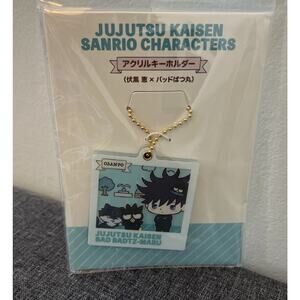 JUJUTSU KAISEN
SANRIO CHARACTERS
アクリルキーホルダー
(伏黒 恵×バッドばつ丸)
OSANPO
JUJUTSU KAISEN
BAD BADTZ-MARU